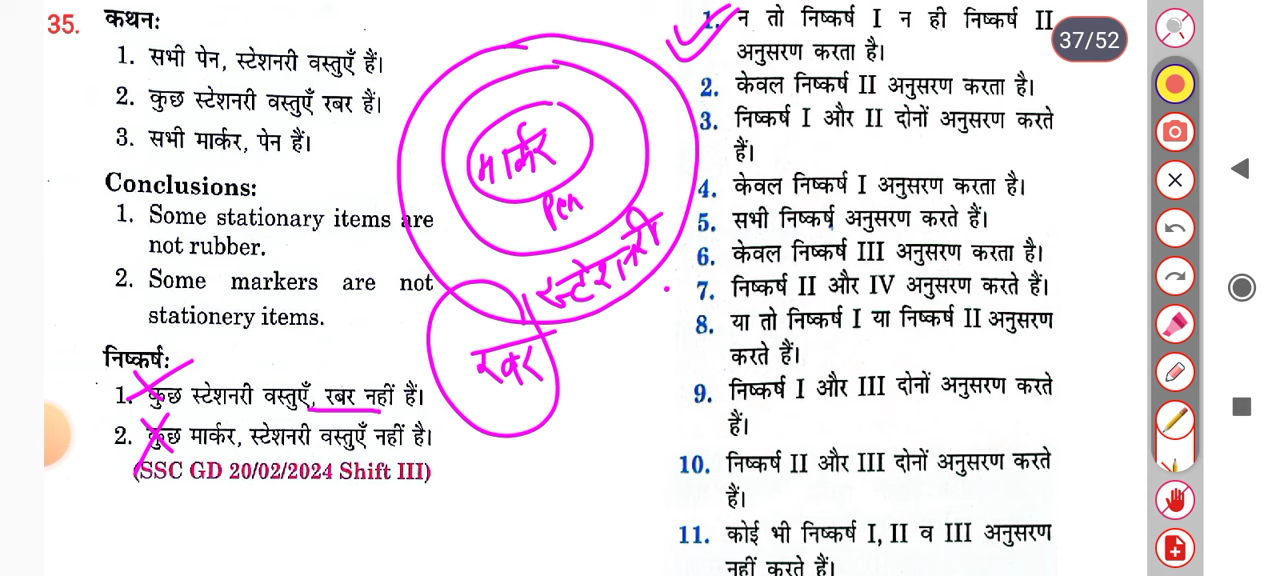 35. कथनः
1. सभी पेन, स्टेशनरी वस्तुएँ हैं।
2. कुछ स्टेशनरी वस्तुएँ रबर हैं।
3. सभी मार्कर, पेन हैं।
Conclusions:
1. Some stationary items are
not rubber.
2. Some markers are not
stationery items.
निष्कर्षः
1. कुछ स्टेशनरी वस्तुएँ, रबर नहीं हैं।
2. कुछ मार्कर, स्टेशनरी वस्तुएँ नहीं है।
(SSC GD 20/02/2024 Shift III)
मार्कर
Pen
स्टेशनरी
रबर
1. न तो निष्कर्ष I न ही निष्कर्ष II
अनुसरण करता है।
2. केवल निष्कर्ष II अनुसरण करता है।
3. निष्कर्ष I और II दोनों अनुसरण करते
हैं।
4. केवल निष्कर्ष I अनुसरण करता है।
5. सभी निष्कर्ष अनुसरण करते हैं।
6. केवल निष्कर्ष III अनुसरण करता है।
7. निष्कर्ष II और IV अनुसरण करते हैं।
8. या तो निष्कर्ष I या निष्कर्ष II अनुसरण
करते हैं।
9. निष्कर्ष I और III दोनों अनुसरण करते
हैं।
10. निष्कर्ष II और III दोनों अनुसरण करते
हैं।
11. कोई भी निष्कर्ष I, II व III अनुसरण
नहीं करते हैं।
37/52